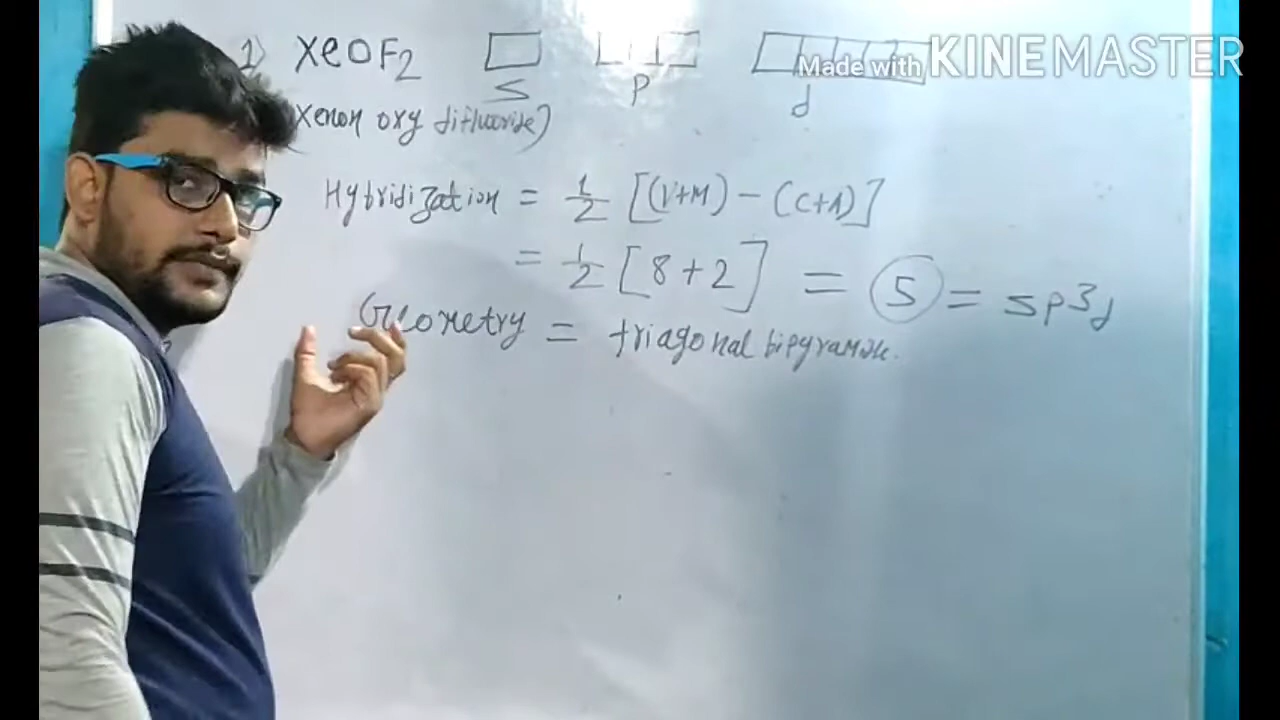 1) XeOF2
S P d
Made with KINEMASTER
Xenon oxy difluoride)
Hybridization = 1/2 [(V+M) - (C+A)]
= 1/2 [8+2] = 5 = sp3d
Geometry = triagonal bipyramide.